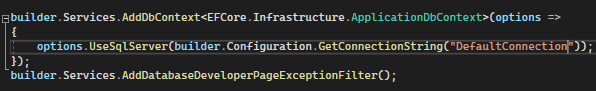 builder.Services.AddDbContext<EFCore.Infrastructure.ApplicationDbContext>(options =>
{
    options.UseSqlServer(builder.Configuration.GetConnectionString("DefaultConnection"));
});
builder.Services.AddDatabaseDeveloperPageExceptionFilter();